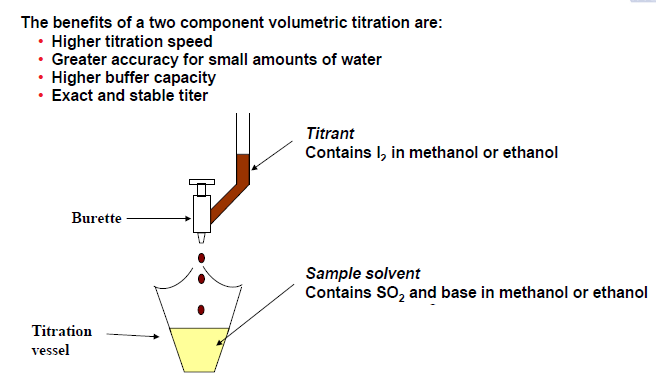 The benefits of a two component volumetric titration are:
• Higher titration speed
• Greater accuracy for small amounts of water
• Higher buffer capacity
• Exact and stable titer
Titrant
Contains I₂ in methanol or ethanol
Burette
Sample solvent
Contains SO₂ and base in methanol or ethanol
Titration
vessel